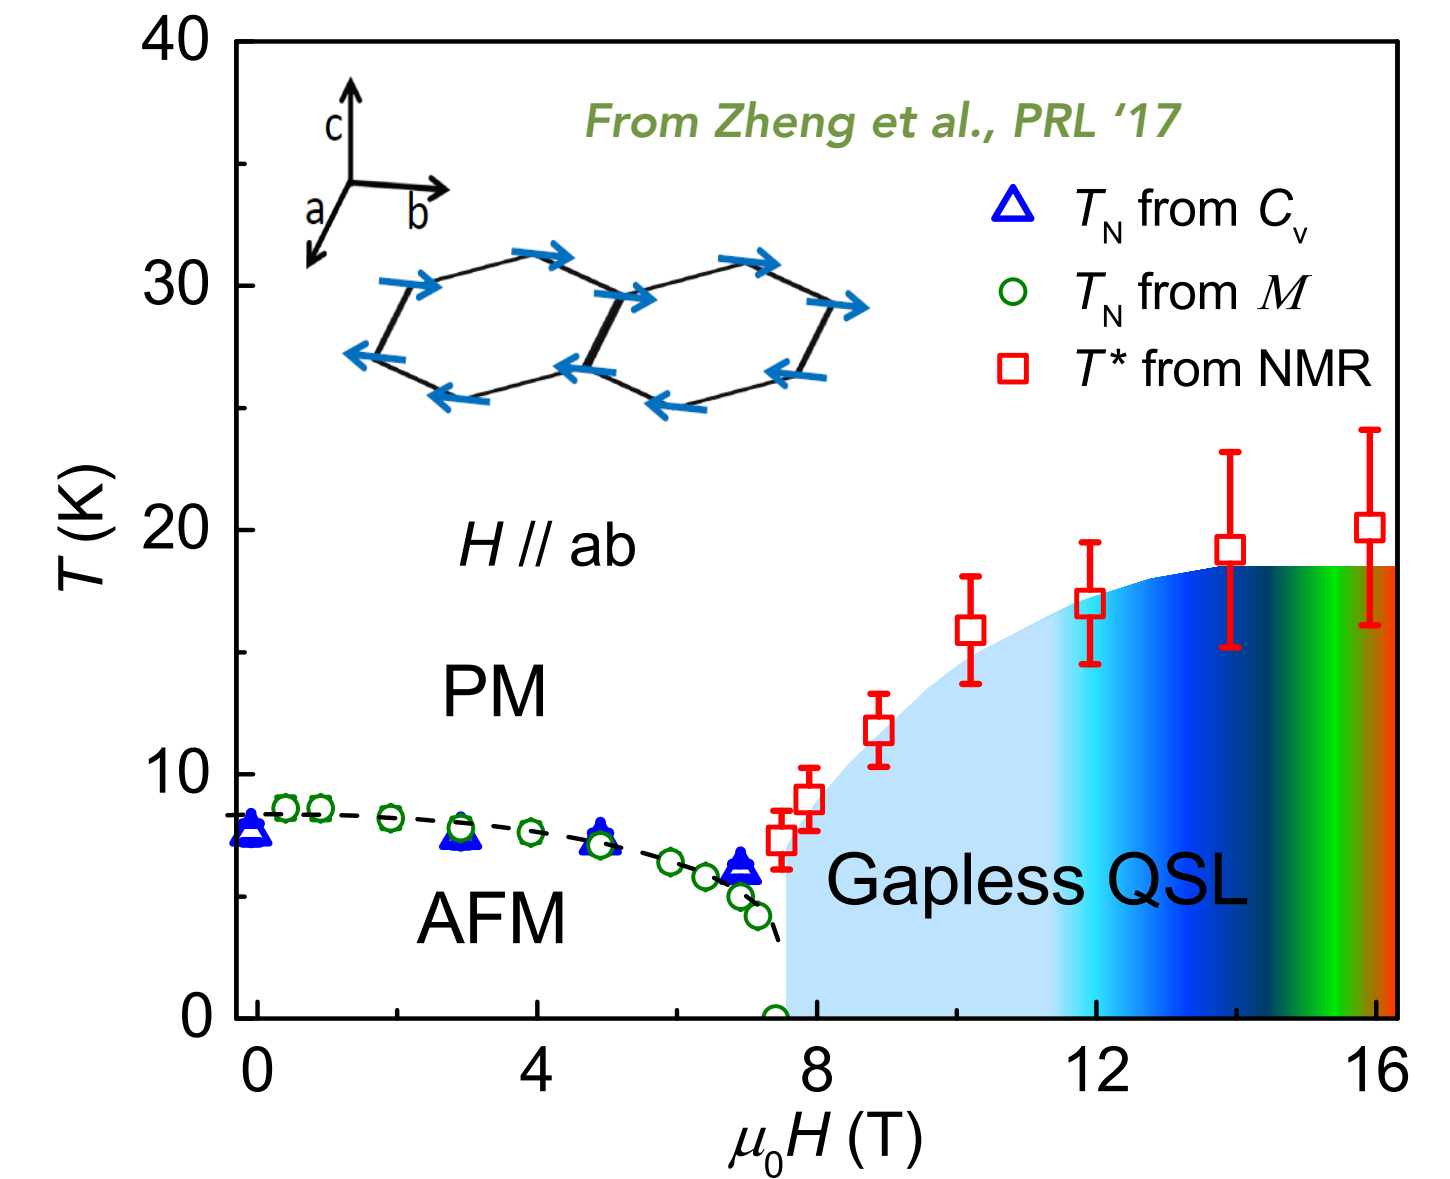 40
30
20
10
0
T (K)
c
a
b
From Zheng et al., PRL ‘17
T_N from C_v
T_N from M
T* from NMR
H // ab
PM
AFM
Gapless QSL
0 4 8 12 16
μ₀H (T)